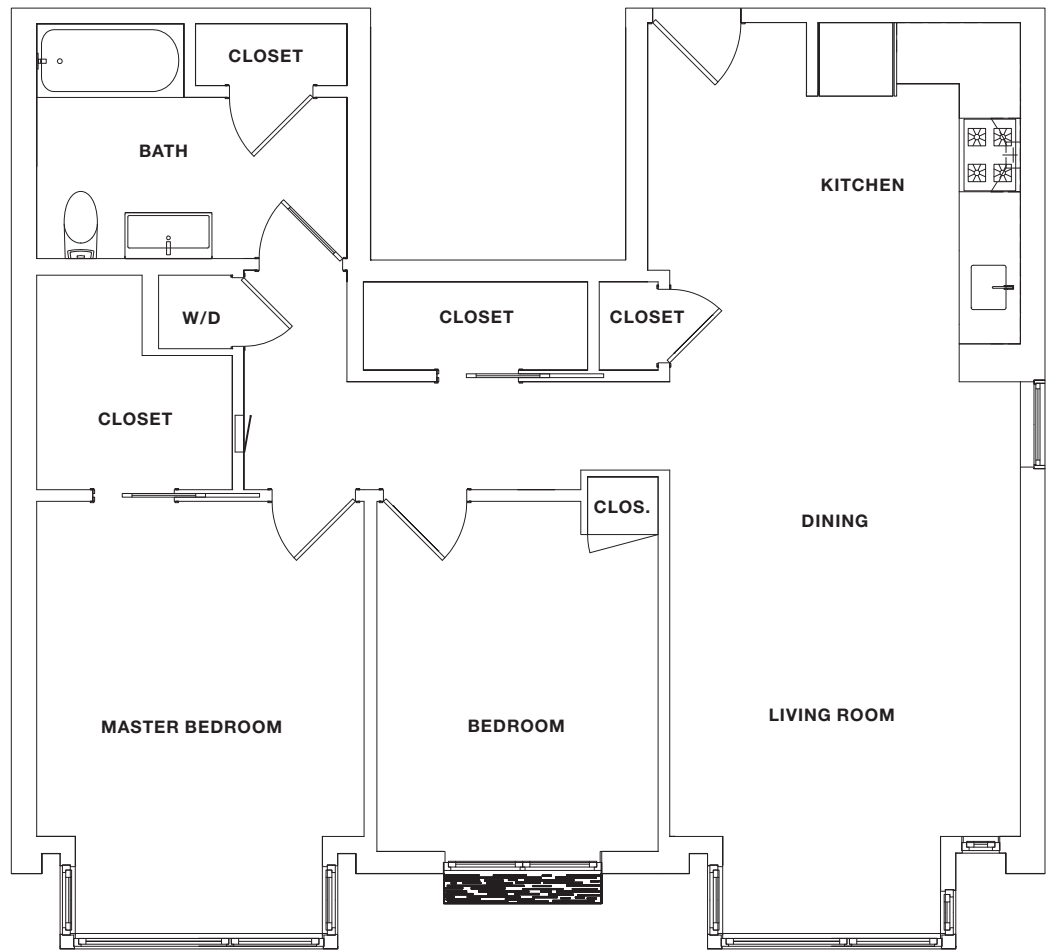 CLOSET
BATH
KITCHEN
W/D
CLOSET
CLOSET
CLOSET
CLOS.
DINING
LIVING ROOM
MASTER BEDROOM
BEDROOM